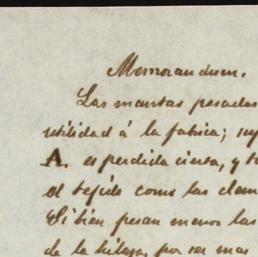 Memorandum.
Las mantas pesadas
utilidad á la fabrica; 
A. es perdida cierta, y
el tejido como las
Si bien pesan menos las
de la hilaza, por ser mas